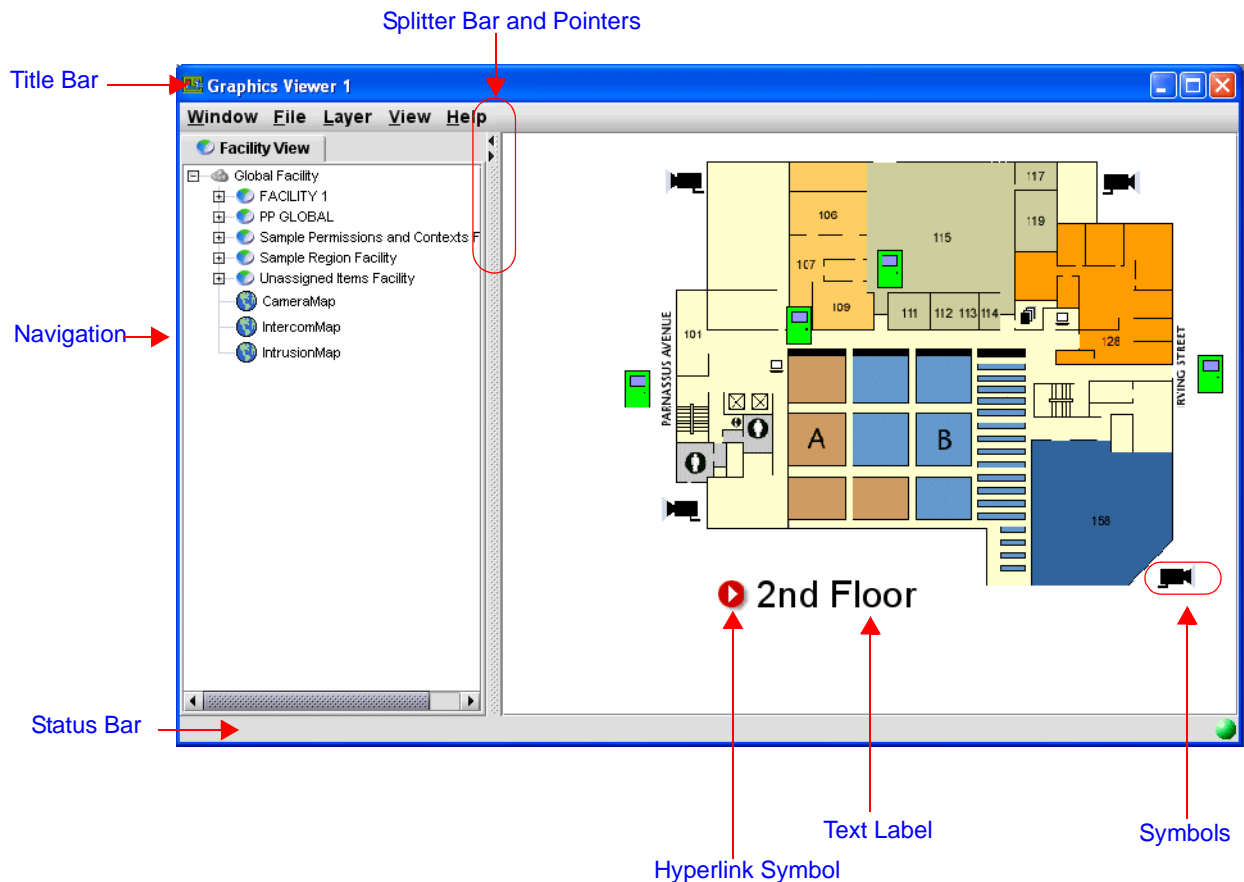 Splitter Bar and Pointers
Title Bar
Graphics Viewer 1
Window File Layer View Help
Facility View
Global Facility
FACILITY 1
PP GLOBAL
Sample Permissions and Contexts F
Sample Region Facility
Unassigned Items Facility
CameraMap
IntercomMap
IntrusionMap
Navigation
117
106
119
115
107
109
111 112 113 114
101
128
PARNASSUS AVENUE
IRVING STREET
A
B
158
2nd Floor
Status Bar
Text Label
Symbols
Hyperlink Symbol